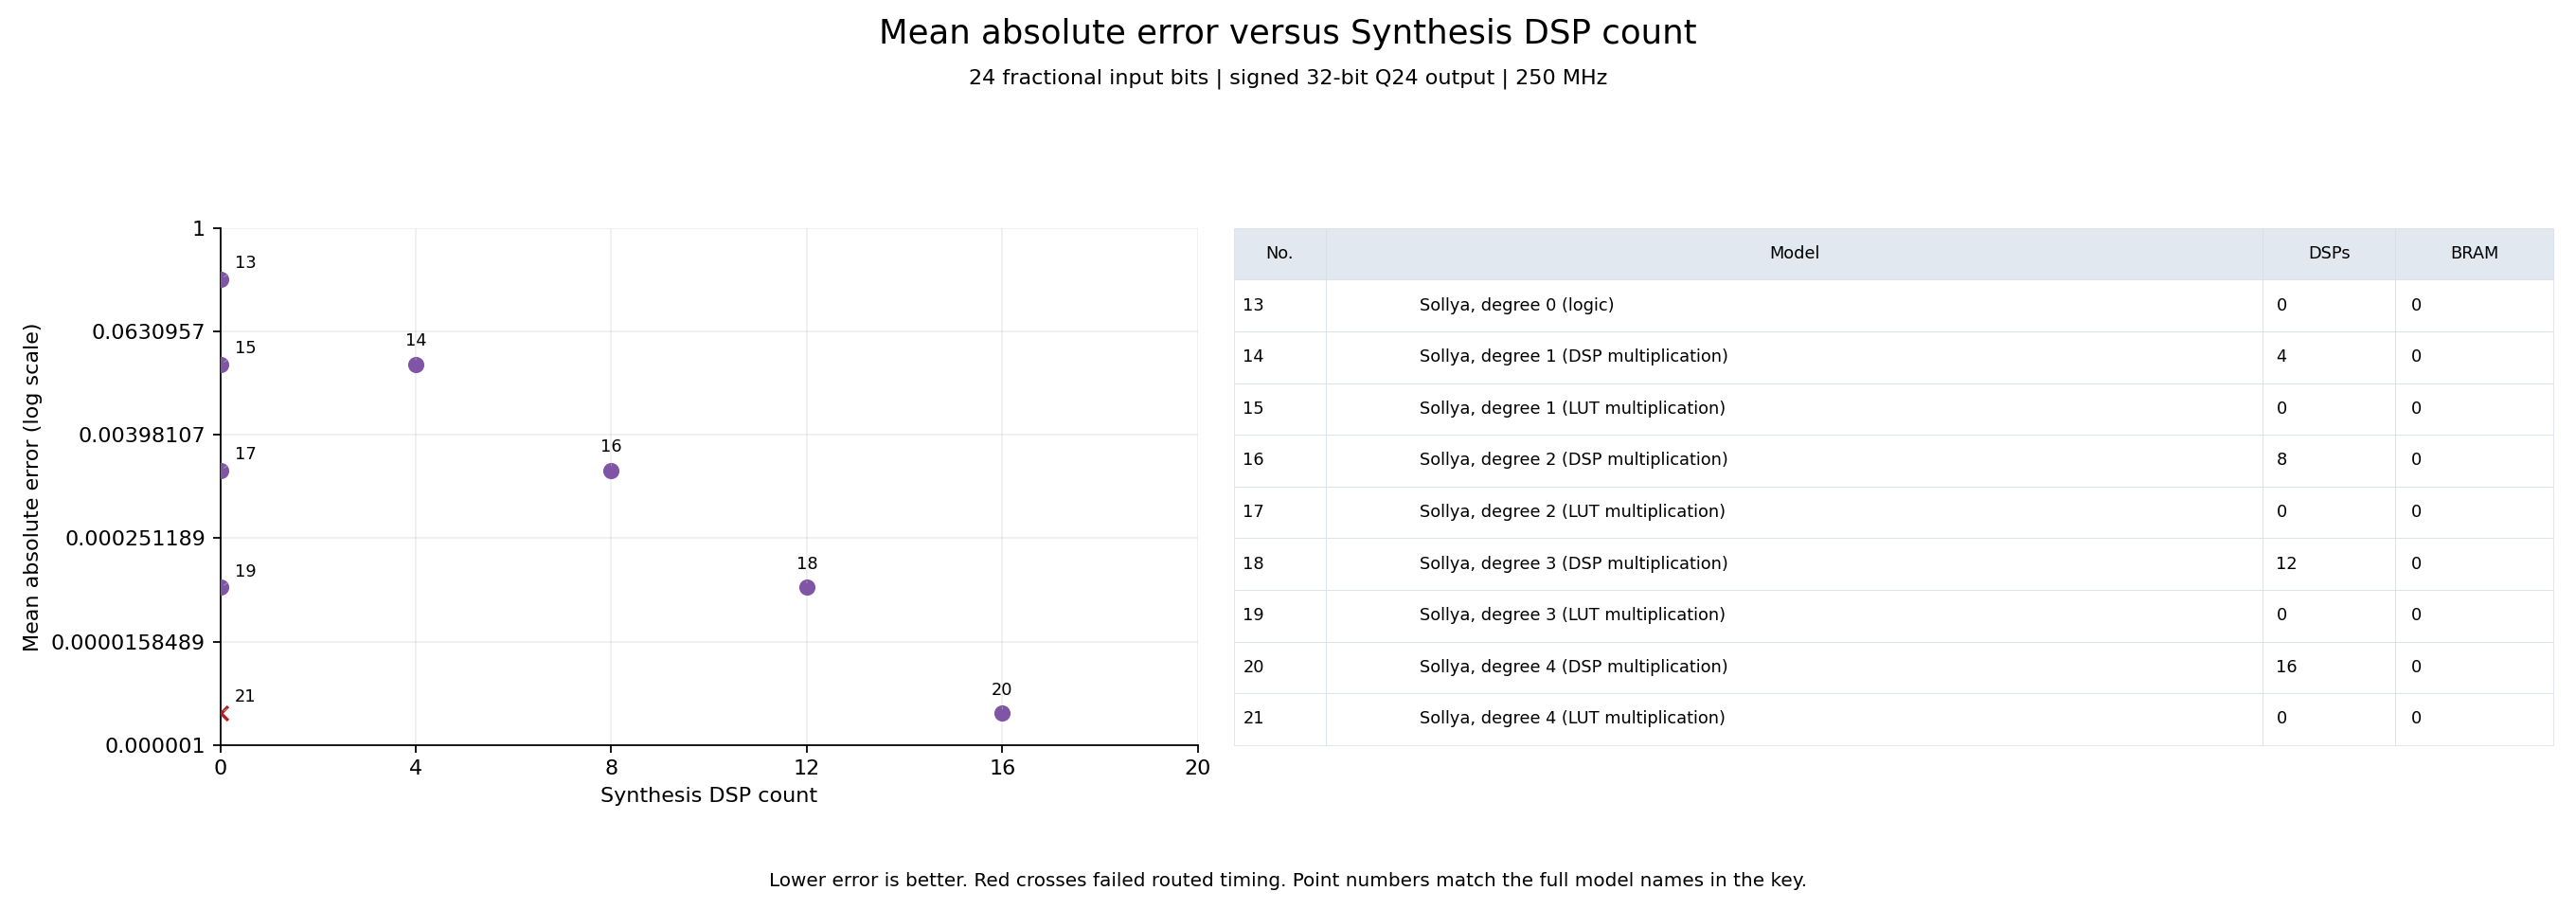 Mean absolute error versus Synthesis DSP count
24 fractional input bits | signed 32-bit Q24 output | 250 MHz
Mean absolute error (log scale)
1
0.0630957
0.00398107
0.000251189
0.0000158489
0.000001
13
15
14
17
16
19
18
21
20
0 4 8 12 16 20
Synthesis DSP count
No. Model DSPs BRAM
13 Sollya, degree 0 (logic) 0 0
14 Sollya, degree 1 (DSP multiplication) 4 0
15 Sollya, degree 1 (LUT multiplication) 0 0
16 Sollya, degree 2 (DSP multiplication) 8 0
17 Sollya, degree 2 (LUT multiplication) 0 0
18 Sollya, degree 3 (DSP multiplication) 12 0
19 Sollya, degree 3 (LUT multiplication) 0 0
20 Sollya, degree 4 (DSP multiplication) 16 0
21 Sollya, degree 4 (LUT multiplication) 0 0
Lower error is better. Red crosses failed routed timing. Point numbers match the full model names in the key.